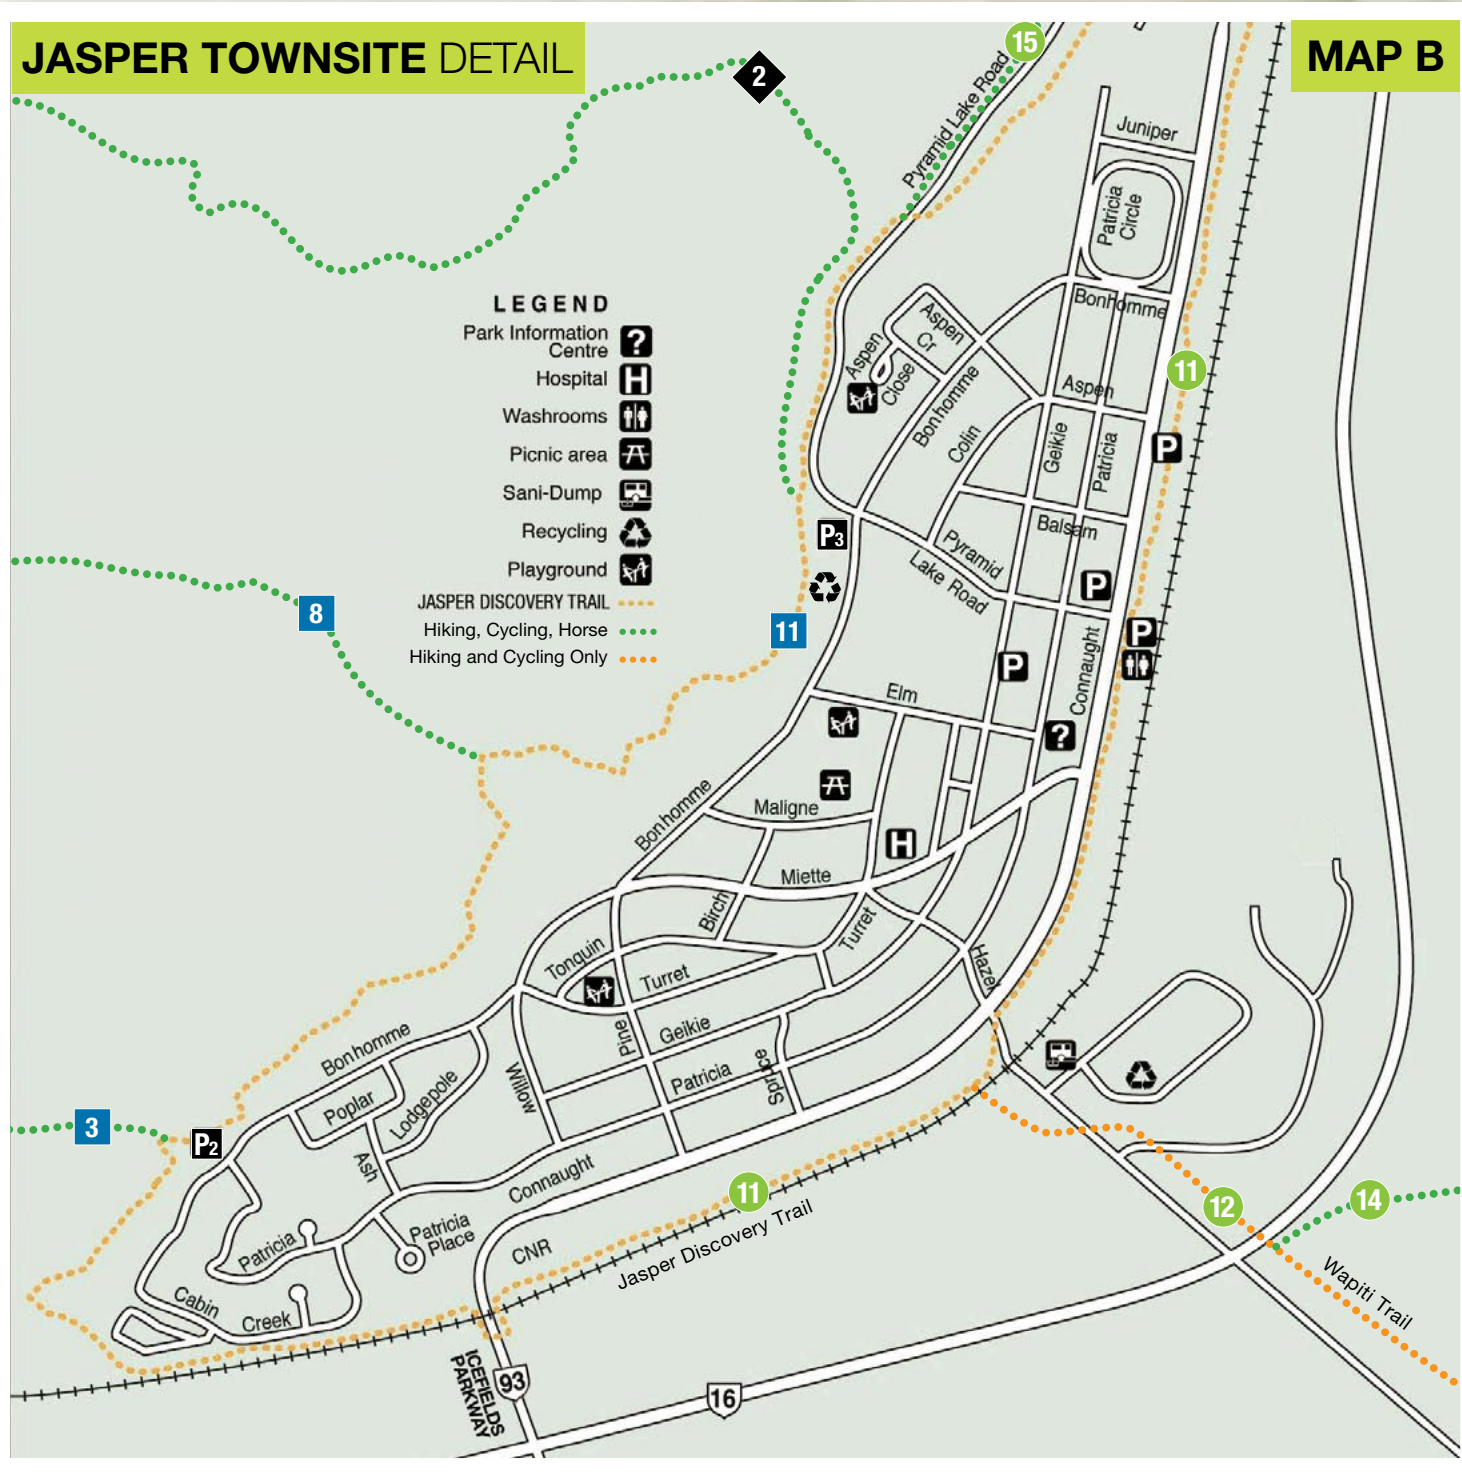 JASPER TOWNSITE DETAIL
MAP B
15
2
Pyramid Lake Road
Juniper
Patricia
Circle
Bonhomme
LEGEND
Park Information
Centre
?
Hospital
H
Washrooms
Picnic area
Sani-Dump
Recycling
Playground
JASPER DISCOVERY TRAIL
Hiking, Cycling, Horse
Hiking and Cycling Only
Aspen
Cr
Aspen
Close
Bonhomme
Colin
Aspen
11
Geikie
Patricia
P
Balsam
P3
Pyramid
Lake Road
P
8
11
P
P
Connaught
Elm
?
Bonhomme
Maligne
H
Miette
Birch
Turret
Tonquin
Turret
Hazel
Pine
Geikie
Bonhomme
Willow
Patricia
Spruce
Poplar
Lodgepole
3
P2
Ash
Connaught
11
Jasper Discovery Trail
12
14
Patricia
Place
Patricia
CNR
Wapiti Trail
Cabin
Creek
ICEFIELDS
PARKWAY
93
16